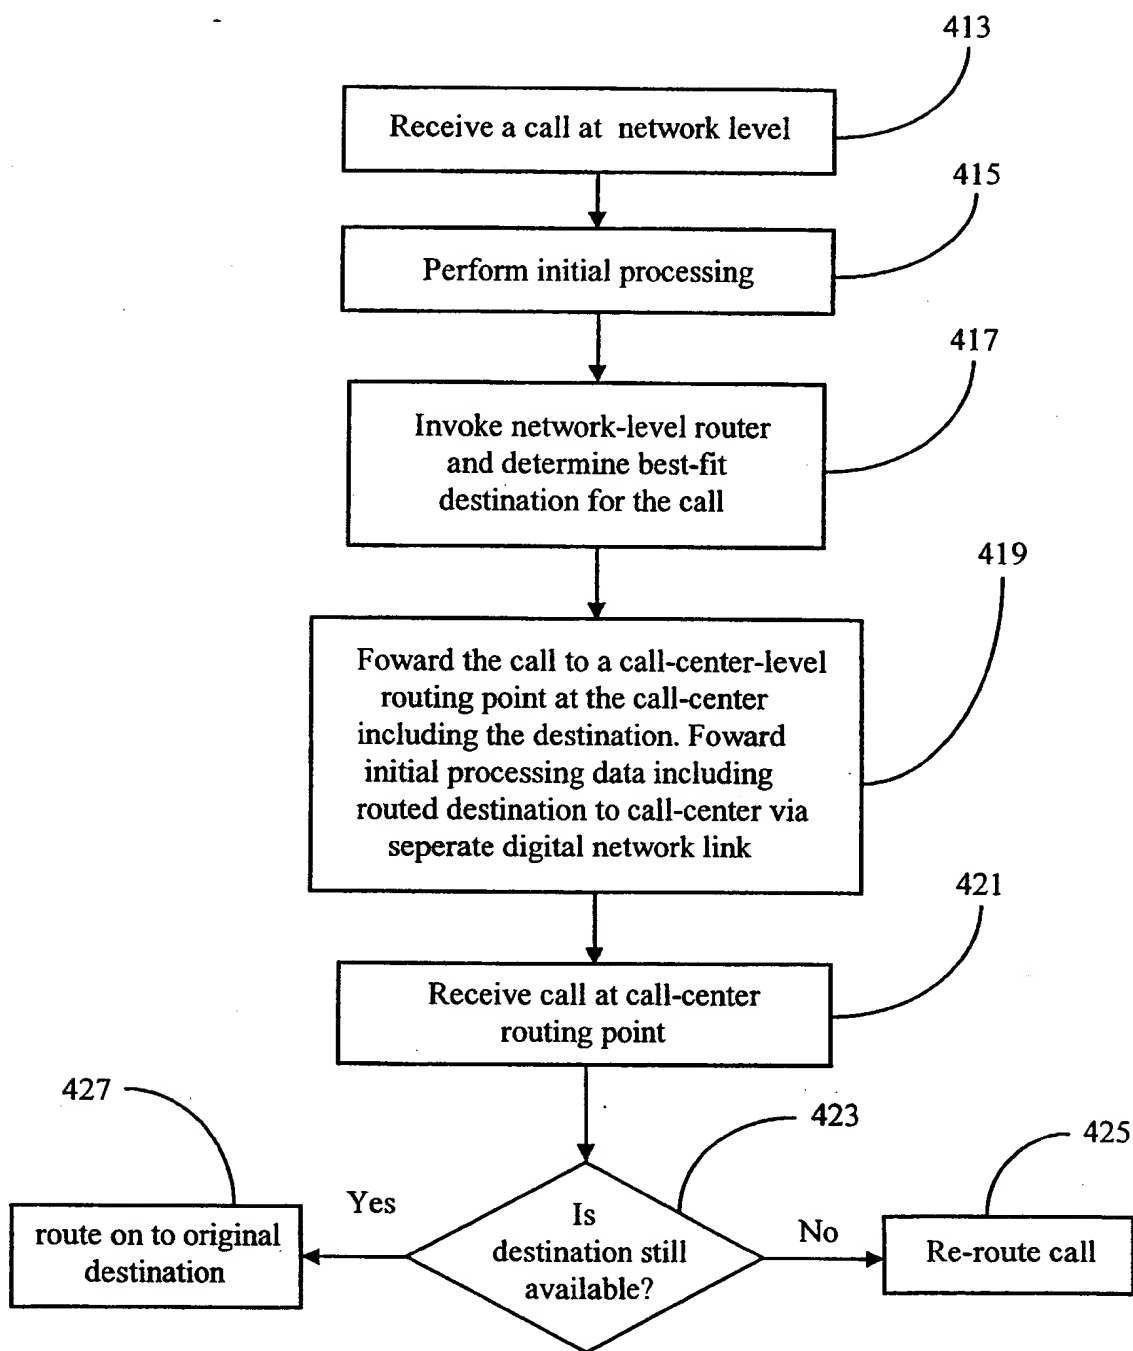 413
Receive a call at network level
415
Perform initial processing
417
Invoke network-level router
and determine best-fit
destination for the call
419
Foward the call to a call-center-level
routing point at the call-center
including the destination. Foward
initial processing data including
routed destination to call-center via
seperate digital network link
421
Receive call at call-center
routing point
427
423
425
Yes
No
Is
destination still
available?
route on to original
destination
Re-route call